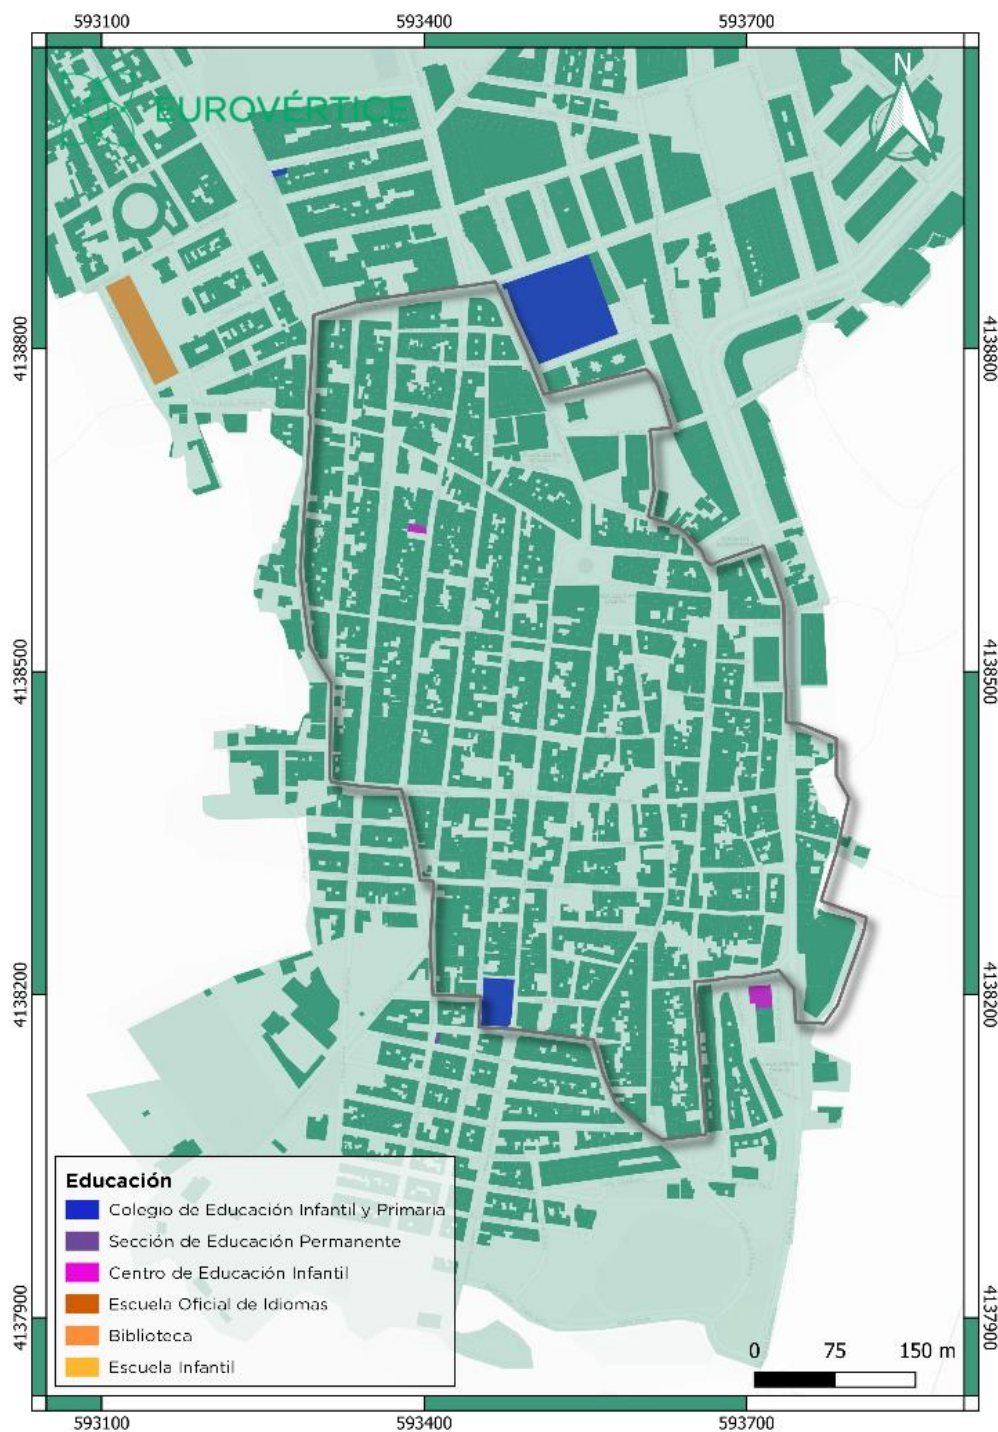 593100 593400 593700
N
EUROVÉRTICE
4138800 4138800
4138500 4138500
4138200 4138200
Educación
Colegio de Educación Infantil y Primaria
Sección de Educación Permanente
Centro de Educación Infantil
Escuela Oficial de Idiomas
Biblioteca
Escuela Infantil
4137900 4137900
0 75 150 m
593100 593400 593700